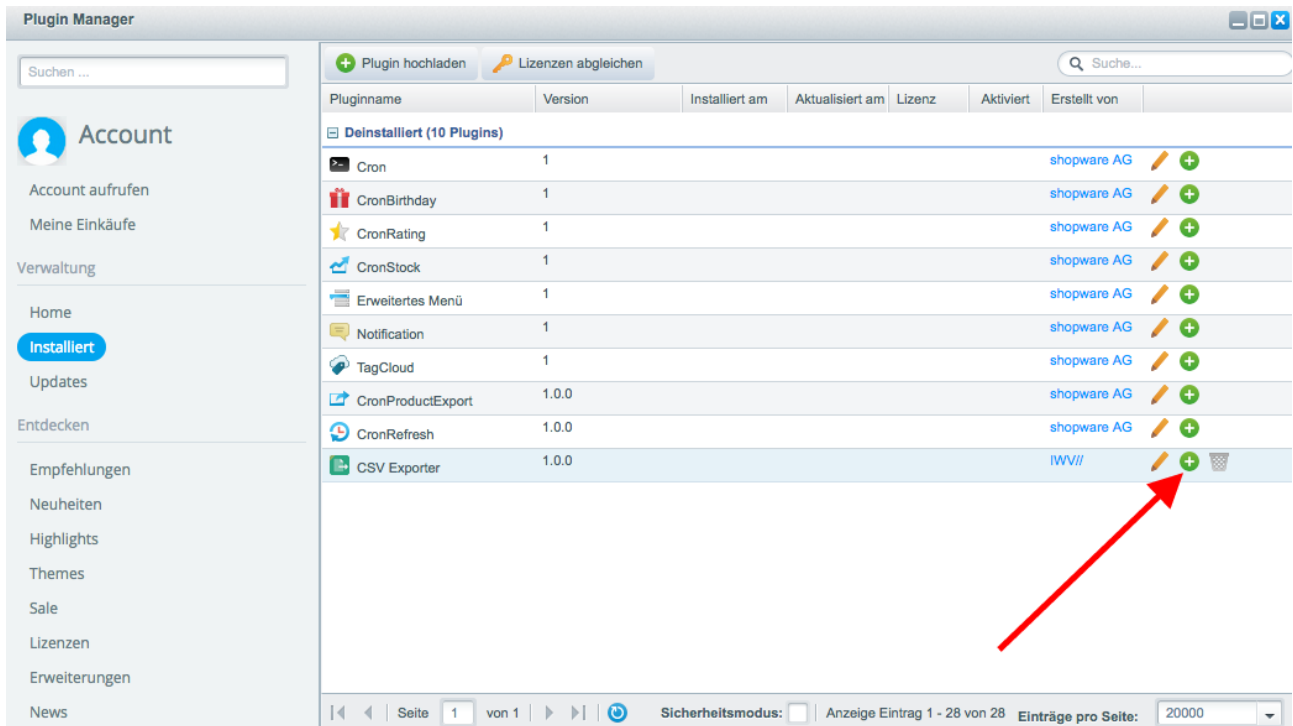 Plugin Manager
Suchen ...
Account
Account aufrufen
Meine Einkäufe
Verwaltung
Home
Installiert
Updates
Entdecken
Empfehlungen
Neuheiten
Highlights
Themes
Sale
Lizenzen
Erweiterungen
News
Plugin hochladen Lizenzen abgleichen Suche...
Pluginname Version Installiert am Aktualisiert am Lizenz Aktiviert Erstellt von
Deinstalliert (10 Plugins)
Cron 1 shopware AG
CronBirthday 1 shopware AG
CronRating 1 shopware AG
CronStock 1 shopware AG
Erweitertes Menü 1 shopware AG
Notification 1 shopware AG
TagCloud 1 shopware AG
CronProductExport 1.0.0 shopware AG
CronRefresh 1.0.0 shopware AG
CSV Exporter 1.0.0 IWV//
Seite 1 von 1 Sicherheitsmodus: Anzeige Eintrag 1 - 28 von 28 Einträge pro Seite: 20000